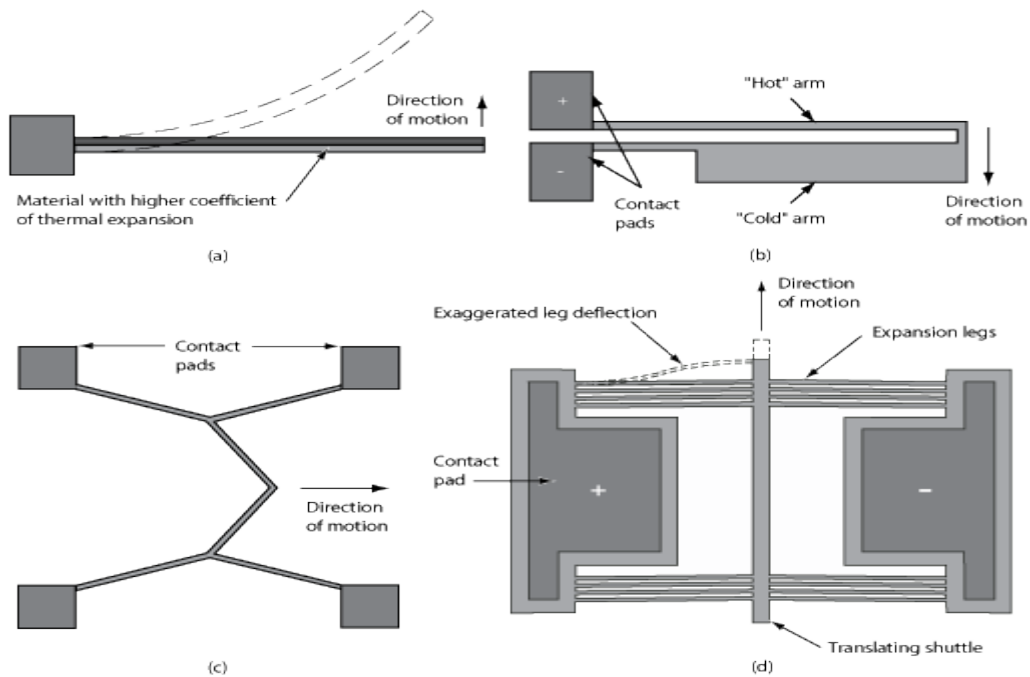 Direction
of motion
Material with higher coefficient
of thermal expansion
(a)
"Hot" arm
+
-
Contact
pads
"Cold" arm
Direction
of motion
(b)
Contact
pads
Direction
of motion
(c)
Direction
of motion
Exaggerated leg deflection
Expansion legs
Contact
pad
+
-
Translating shuttle
(d)